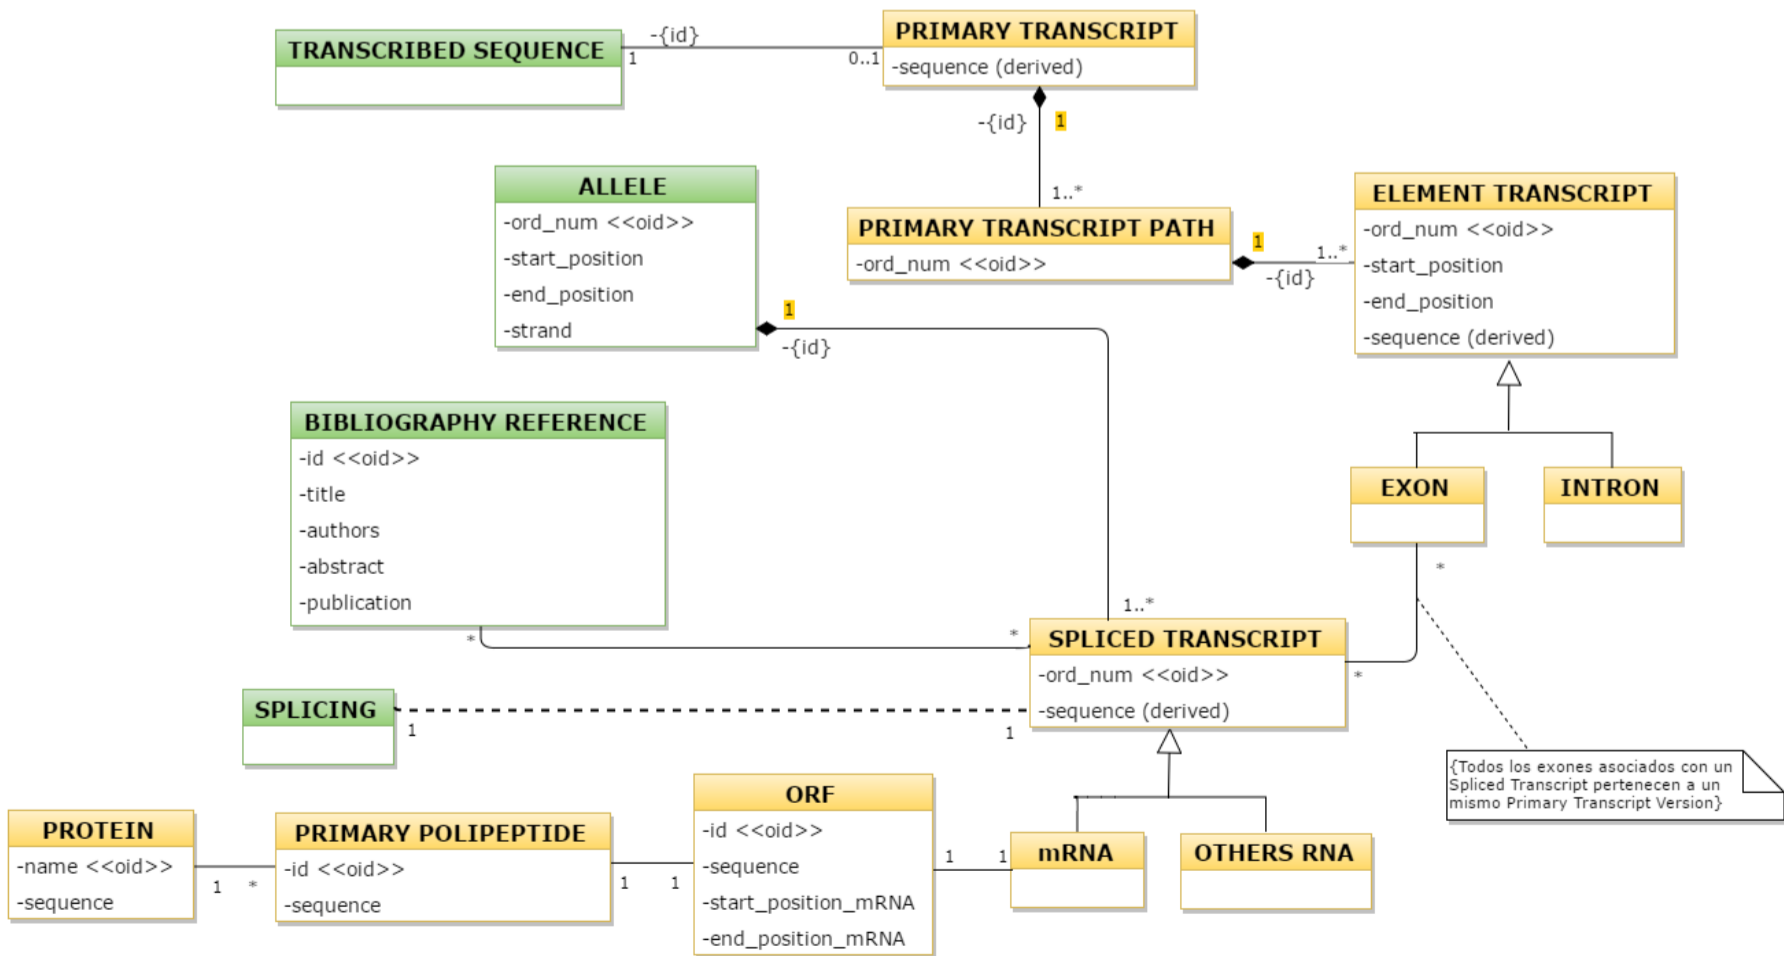 TRANSCRIBED SEQUENCE
-{id}
1
0..1
PRIMARY TRANSCRIPT
-sequence (derived)
-{id}
1
1..*
ALLELE
-ord_num <<oid>>
-start_position
-end_position
-strand
1
-{id}
PRIMARY TRANSCRIPT PATH
-ord_num <<oid>>
1
1..*
-{id}
ELEMENT TRANSCRIPT
-ord_num <<oid>>
-start_position
-end_position
-sequence (derived)
BIBLIOGRAPHY REFERENCE
-id <<oid>>
-title
-authors
-abstract
-publication
*
*
EXON
INTRON
*
1..*
SPLICED TRANSCRIPT
-ord_num <<oid>>
-sequence (derived)
*
SPLICING
1
1
{Todos los exones asociados con un
Spliced Transcript pertenecen a un
mismo Primary Transcript Version}
PROTEIN
-name <<oid>>
-sequence
1
*
PRIMARY POLIPEPTIDE
-id <<oid>>
-sequence
1
1
ORF
-id <<oid>>
-sequence
-start_position_mRNA
-end_position_mRNA
1
1
mRNA
OTHERS RNA